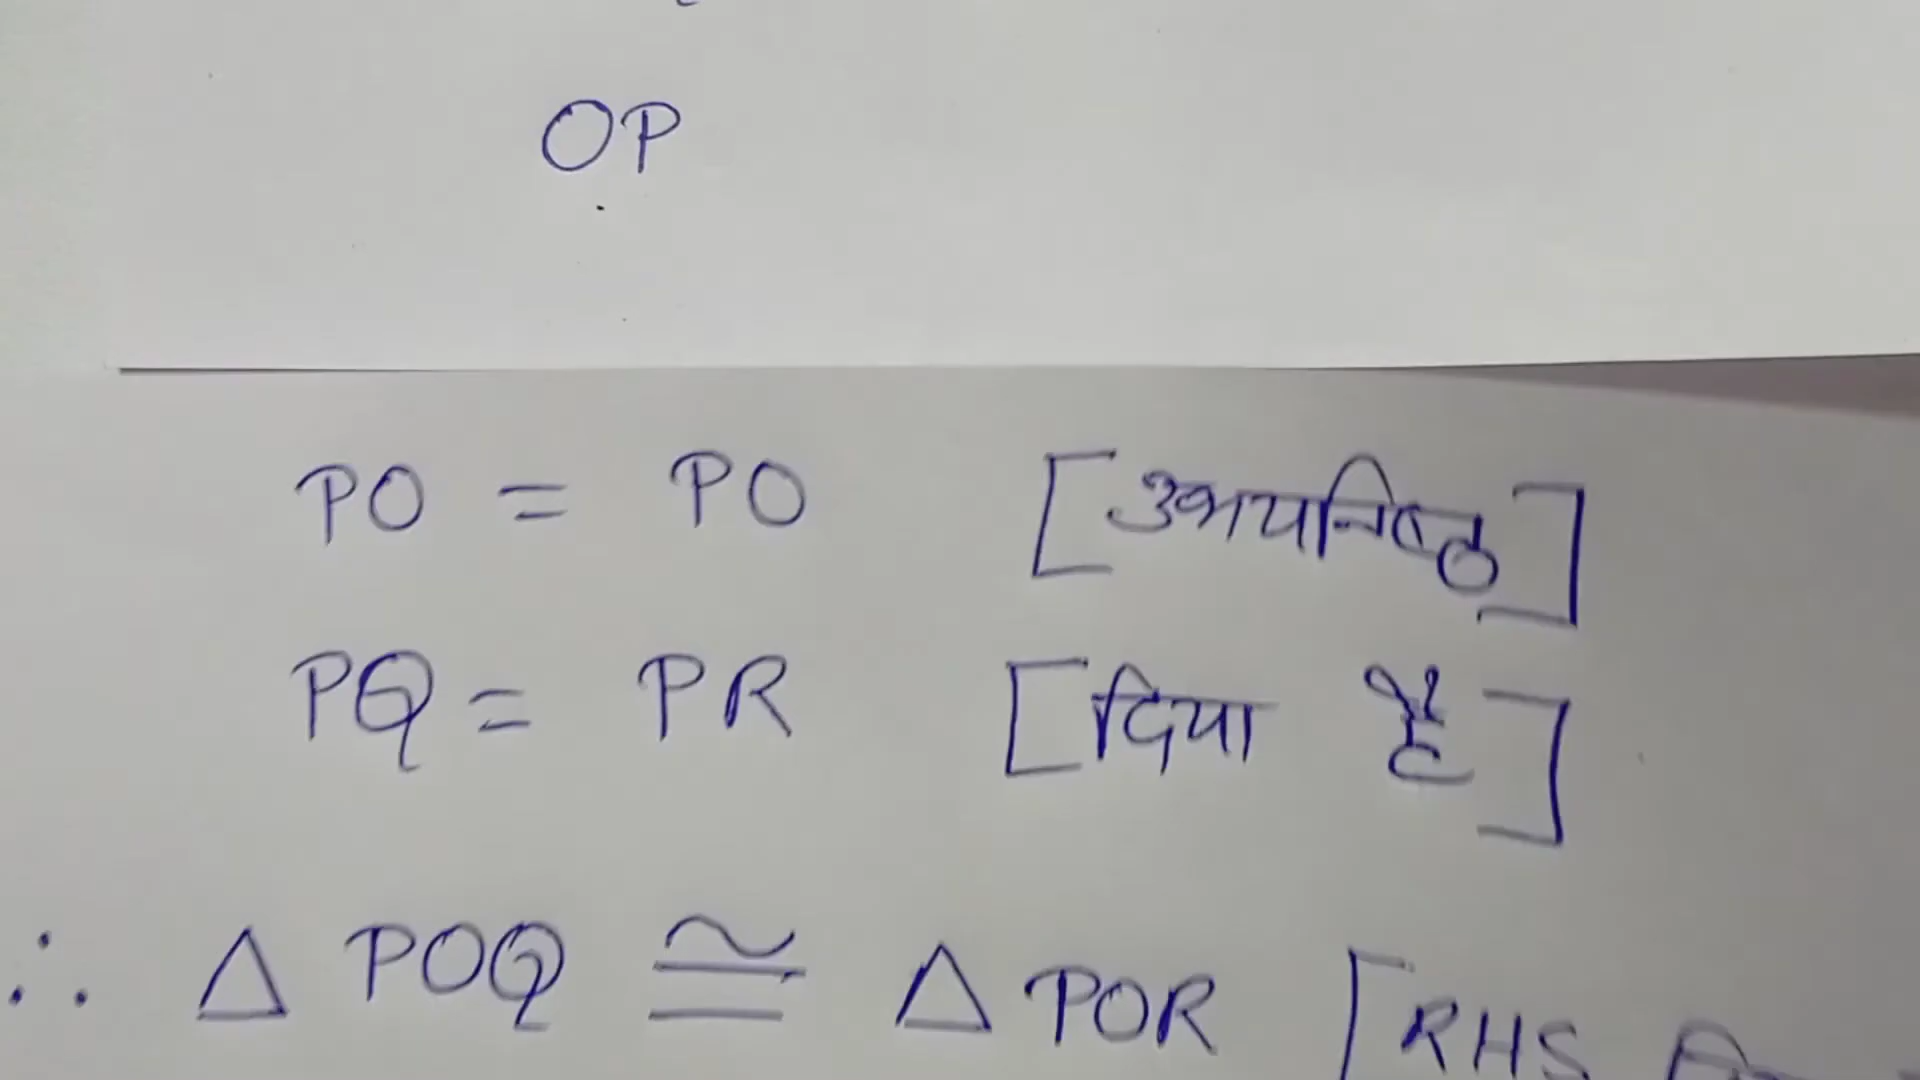 OP
PO = PO [उभयनिष्ठ]
PQ = PR [दिया है]
∴ △ POQ ≅ △ POR [RHS